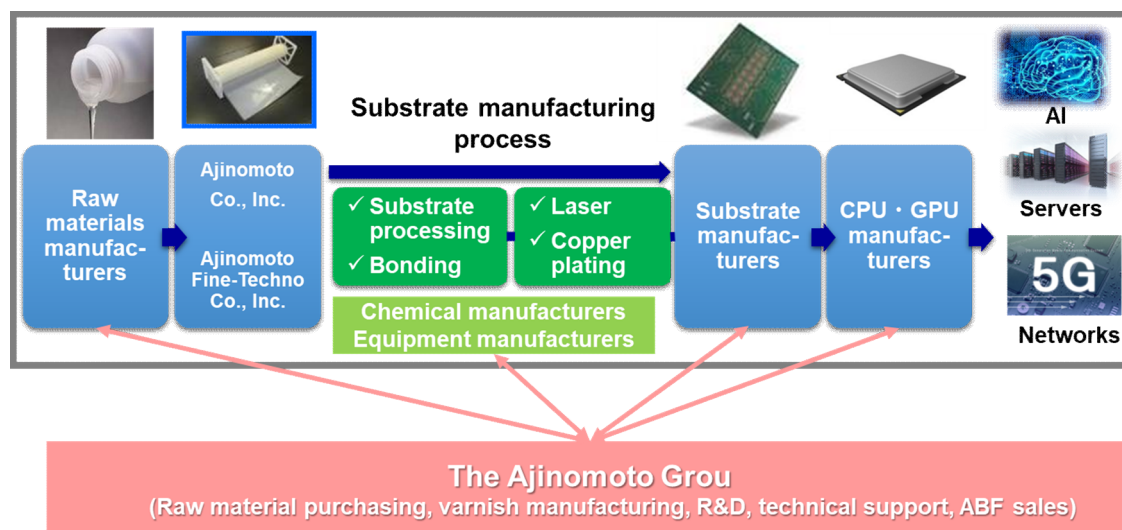 Substrate manufacturing
process
Raw
materials
manufac-
turers
Ajinomoto
Co., Inc.
Ajinomoto
Fine-Techno
Co., Inc.
✓ Substrate
processing
✓ Bonding
✓ Laser
✓ Copper
plating
Chemical manufacturers
Equipment manufacturers
Substrate
manufac-
turers
CPU・GPU
manufac-
turers
AI
Servers
5G
Networks
The Ajinomoto Grou
(Raw material purchasing, varnish manufacturing, R&D, technical support, ABF sales)